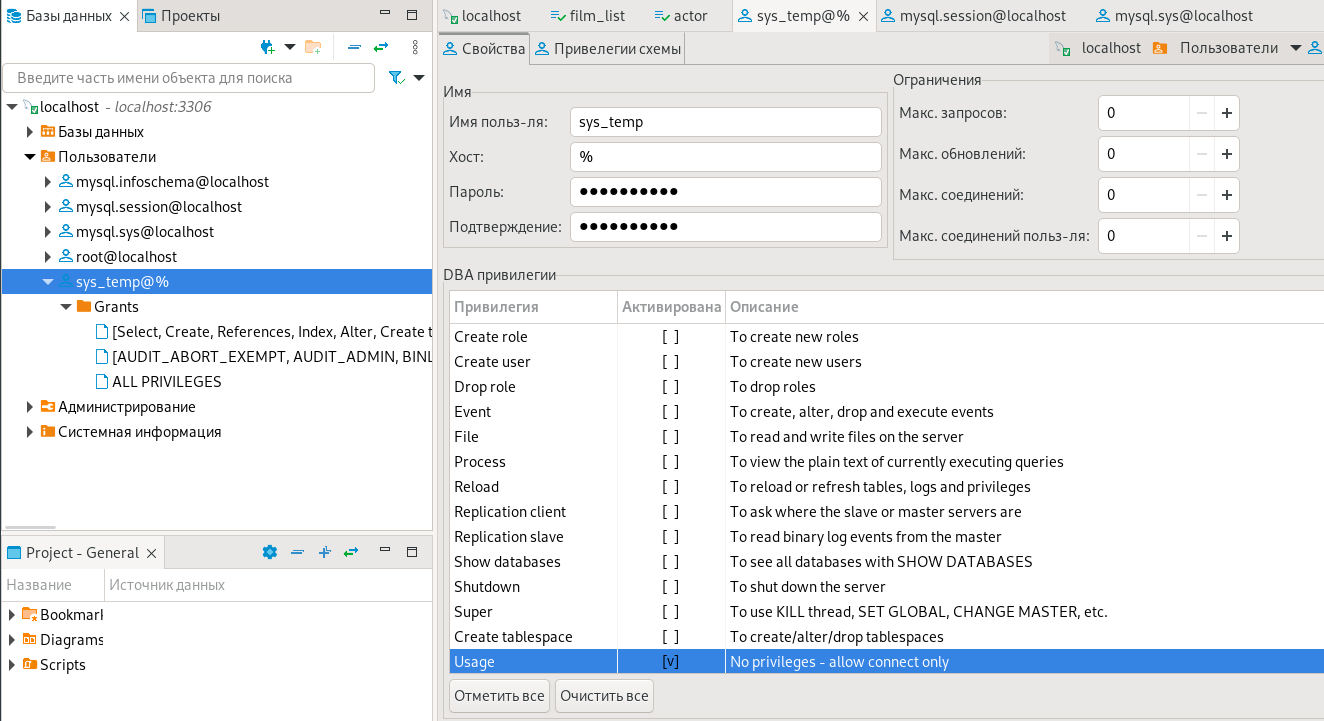 Базы данных
Проекты
Введите часть имени объекта для поиска
localhost - localhost:3306
Базы данных
Пользователи
mysql.infoschema@localhost
mysql.session@localhost
mysql.sys@localhost
root@localhost
sys_temp@%
Grants
[Select, Create, References, Index, Alter, Create t
[AUDIT_ABORT_EXEMPT, AUDIT_ADMIN, BINL
ALL PRIVILEGES
Администрирование
Системная информация
Project - General
Название Источник данных
Bookmark
Diagrams
Scripts
localhost film_list actor sys_temp@% mysql.session@localhost mysql.sys@localhost
Свойства Привелегии схемы localhost Пользователи
Имя
Имя польз-ля: sys_temp
Хост: %
Пароль: ●●●●●●●●●●
Подтверждение: ●●●●●●●●●●
Ограничения
Макс. запросов: 0 − +
Макс. обновлений: 0 − +
Макс. соединений: 0 − +
Макс. соединений польз-ля: 0 − +
DBA привилегии
Привилегия Активирована Описание
Create role [ ] To create new roles
Create user [ ] To create new users
Drop role [ ] To drop roles
Event [ ] To create, alter, drop and execute events
File [ ] To read and write files on the server
Process [ ] To view the plain text of currently executing queries
Reload [ ] To reload or refresh tables, logs and privileges
Replication client [ ] To ask where the slave or master servers are
Replication slave [ ] To read binary log events from the master
Show databases [ ] To see all databases with SHOW DATABASES
Shutdown [ ] To shut down the server
Super [ ] To use KILL thread, SET GLOBAL, CHANGE MASTER, etc.
Create tablespace [ ] To create/alter/drop tablespaces
Usage [v] No privileges - allow connect only
Отметить все Очистить все